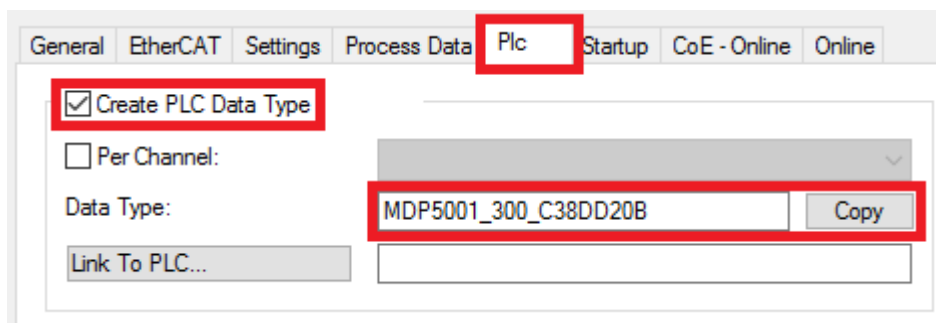 General EtherCAT Settings Process Data Plc Startup CoE - Online Online
Create PLC Data Type
Per Channel:
Data Type: MDP5001_300_C38DD20B Copy
Link To PLC...